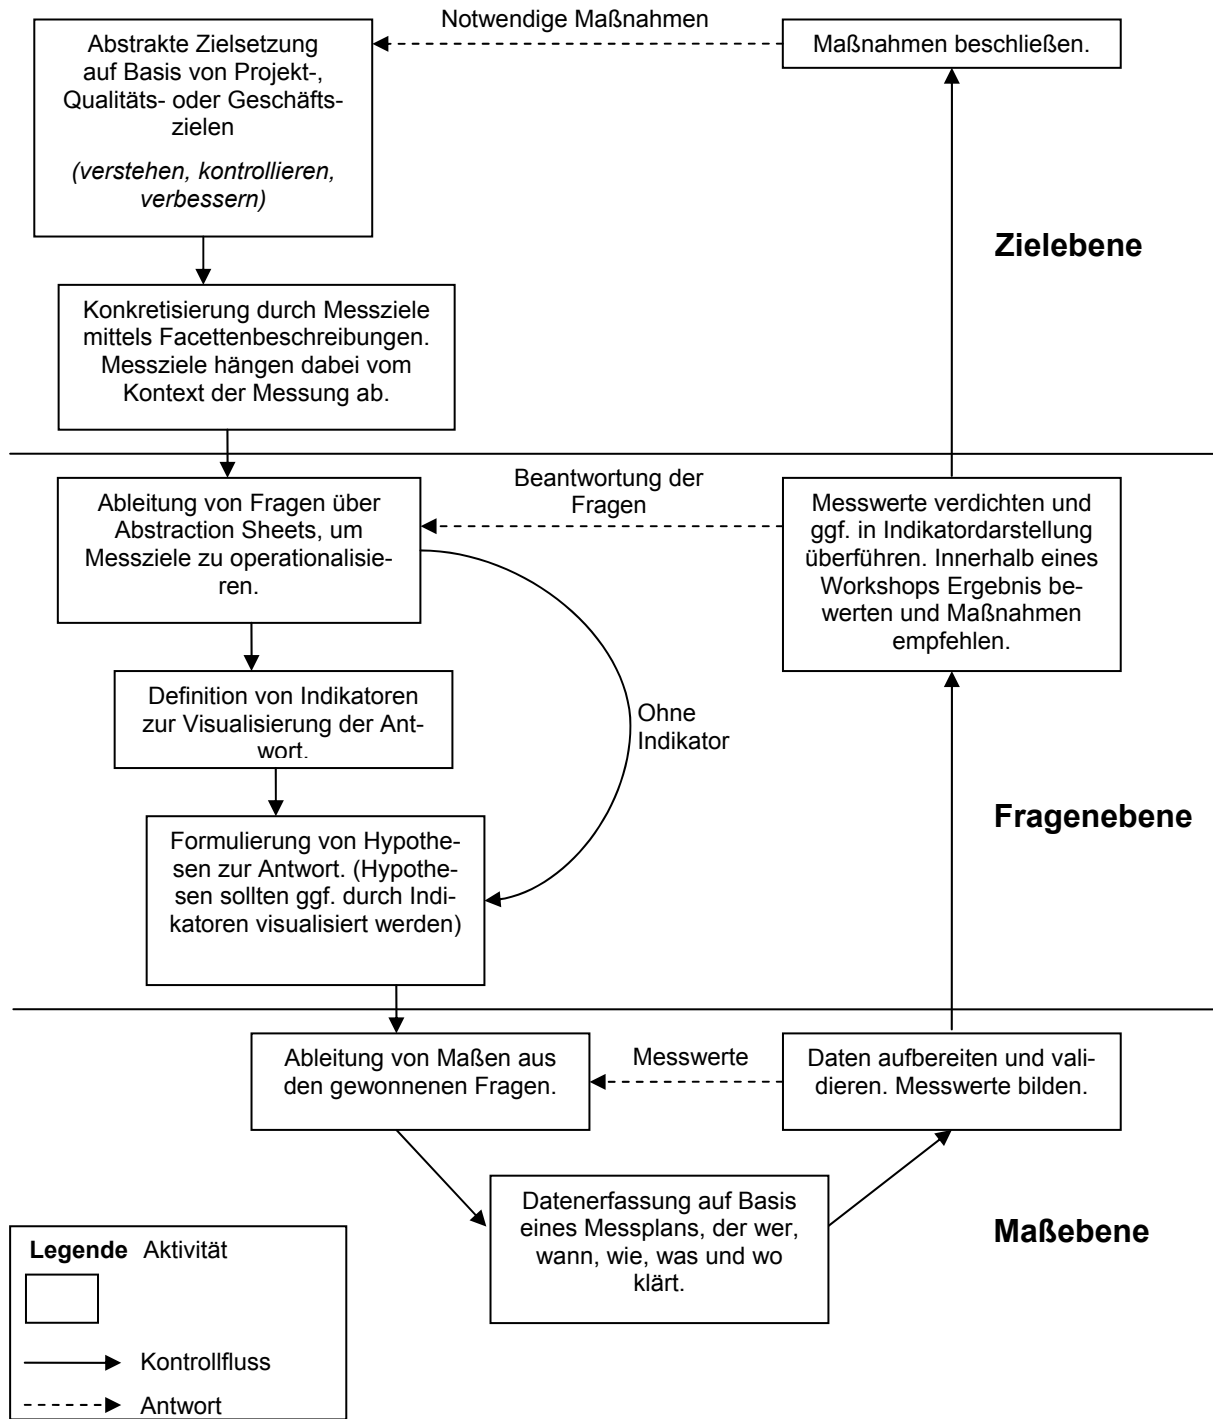 Notwendige Maßnahmen
Abstrakte Zielsetzung
auf Basis von Projekt-,
Qualitäts- oder Geschäfts-
zielen
(verstehen, kontrollieren,
verbessern)
Maßnahmen beschließen.
Zielebene
Konkretisierung durch Messziele
mittels Facettenbeschreibungen.
Messziele hängen dabei vom
Kontext der Messung ab.
Ableitung von Fragen über
Abstraction Sheets, um
Messziele zu operationalisie-
ren.
Beantwortung der
Fragen
Messwerte verdichten und
ggf. in Indikatordarstellung
überführen. Innerhalb eines
Workshops Ergebnis be-
werten und Maßnahmen
empfehlen.
Definition von Indikatoren
zur Visualisierung der Ant-
wort.
Ohne
Indikator
Fragenebene
Formulierung von Hypothe-
sen zur Antwort. (Hypothe-
sen sollten ggf. durch Indi-
katoren visualisiert werden)
Ableitung von Maßen aus
den gewonnenen Fragen.
Messwerte
Daten aufbereiten und vali-
dieren. Messwerte bilden.
Datenerfassung auf Basis
eines Messplans, der wer,
wann, wie, was und wo
klärt.
Maßebene
Legende Aktivität
Kontrollfluss
Antwort